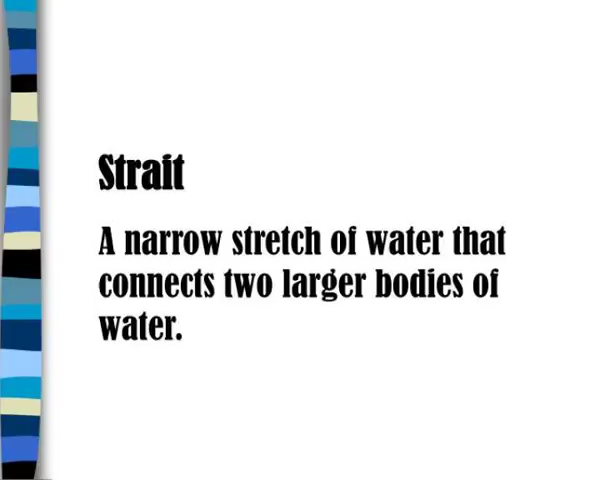 Strait
A narrow stretch of water that
connects two larger bodies of
water.